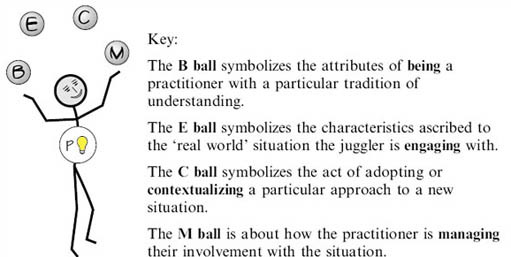 E
C
M
B
P
Key:
The B ball symbolizes the attributes of being a
practitioner with a particular tradition of
understanding.
The E ball symbolizes the characteristics ascribed to
the ‘real world’ situation the juggler is engaging with.
The C ball symbolizes the act of adopting or
contextualizing a particular approach to a new
situation.
The M ball is about how the practitioner is managing
their involvement with the situation.